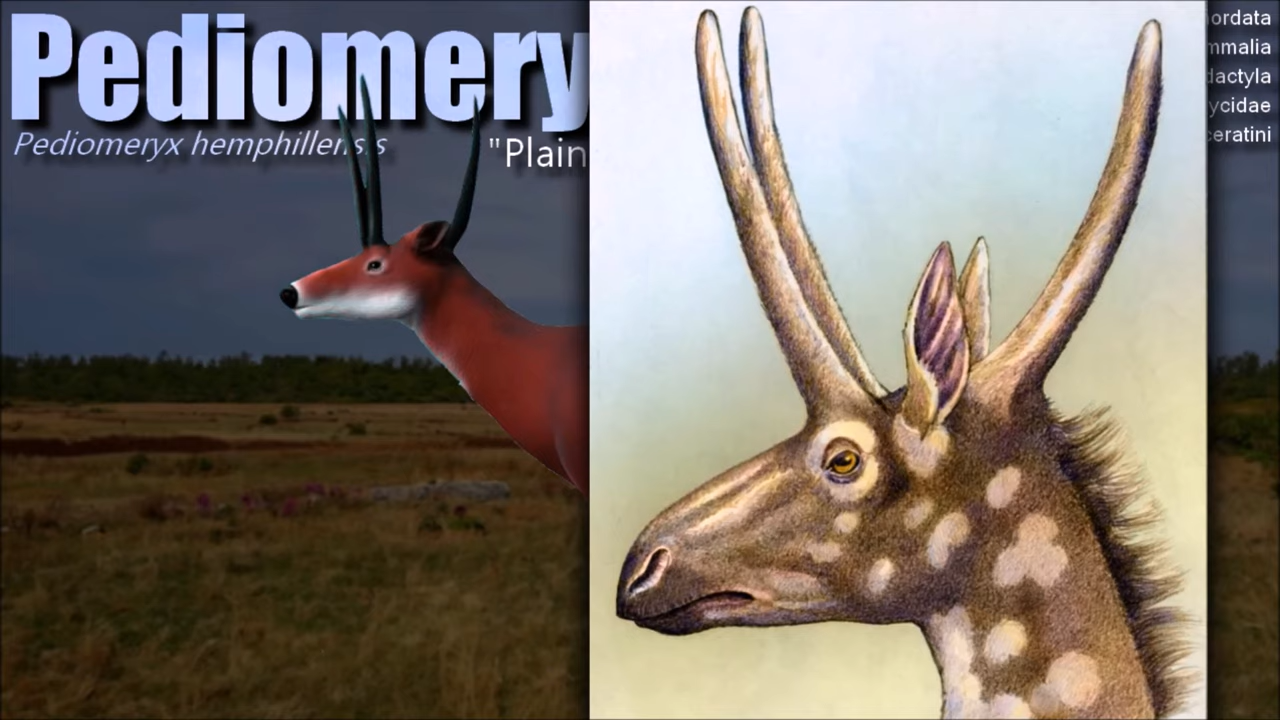 Pediomery
Pediomeryx hemphillensis
"Plain
ordata
mmalia
dactyla
ycidae
ceratini